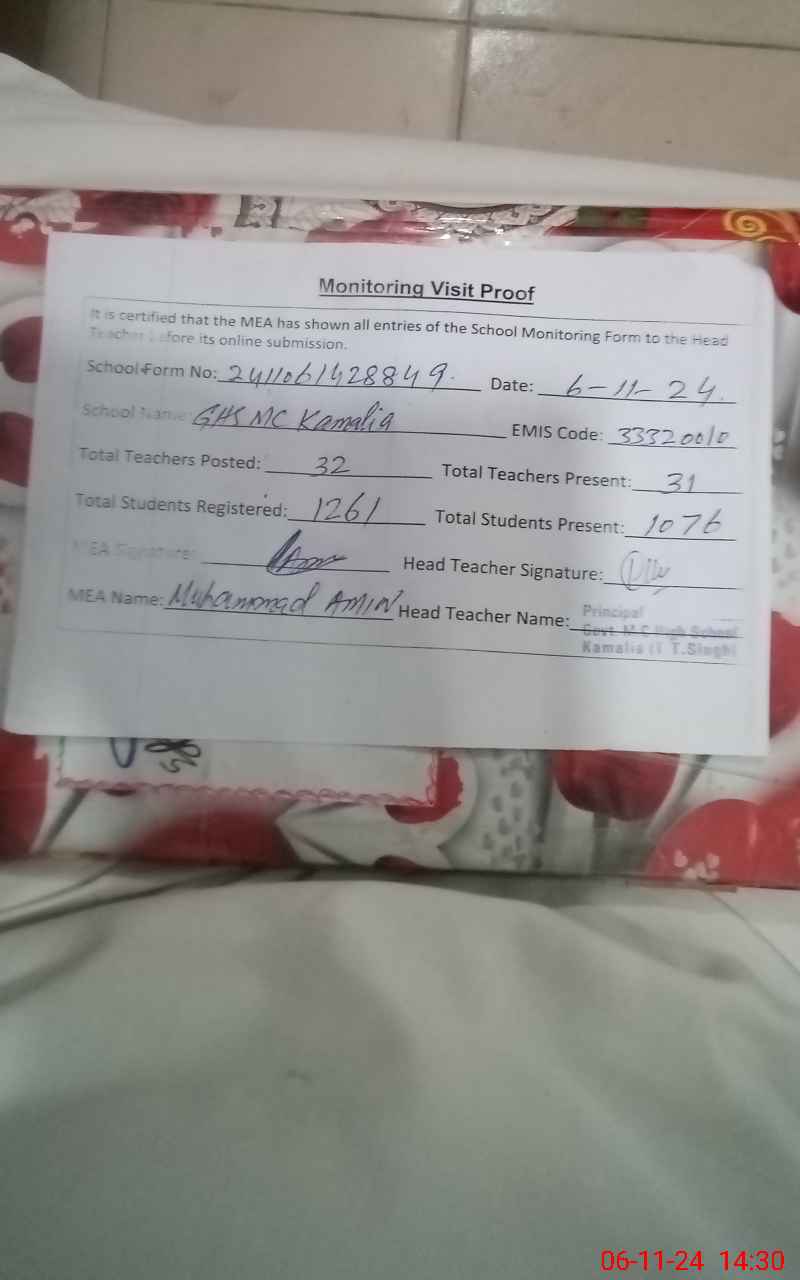 Monitoring Visit Proof
It is certified that the MEA has shown all entries of the School Monitoring Form to the Head
Teacher before its online submission.
School Form No: 2411061428849. Date: 6-11-24.
School Name: GHS MC Kamalia EMIS Code: 33320010
Total Teachers Posted: 32 Total Teachers Present: 31
Total Students Registered: 1261 Total Students Present: 1076
MEA Signature: Head Teacher Signature:
MEA Name: Muhammad AMIN Head Teacher Name: Principal
Govt. M.C High School
Kamalia (T.T.Singh)
06-11-24 14:30